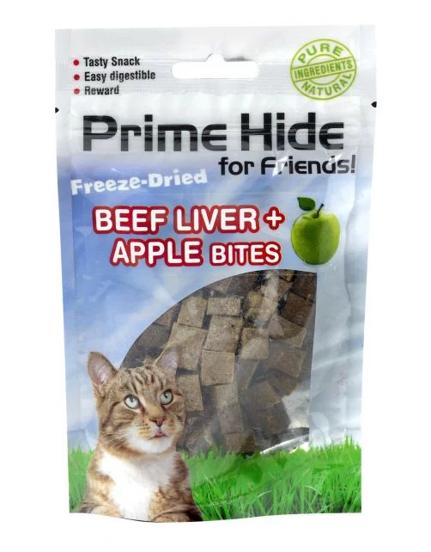 Tasty Snack
Easy digestible
Reward
PURE
INGREDIENTS
NATURAL
Prime Hide
for Friends!
Freeze-Dried
BEEF LIVER +
APPLE BITES